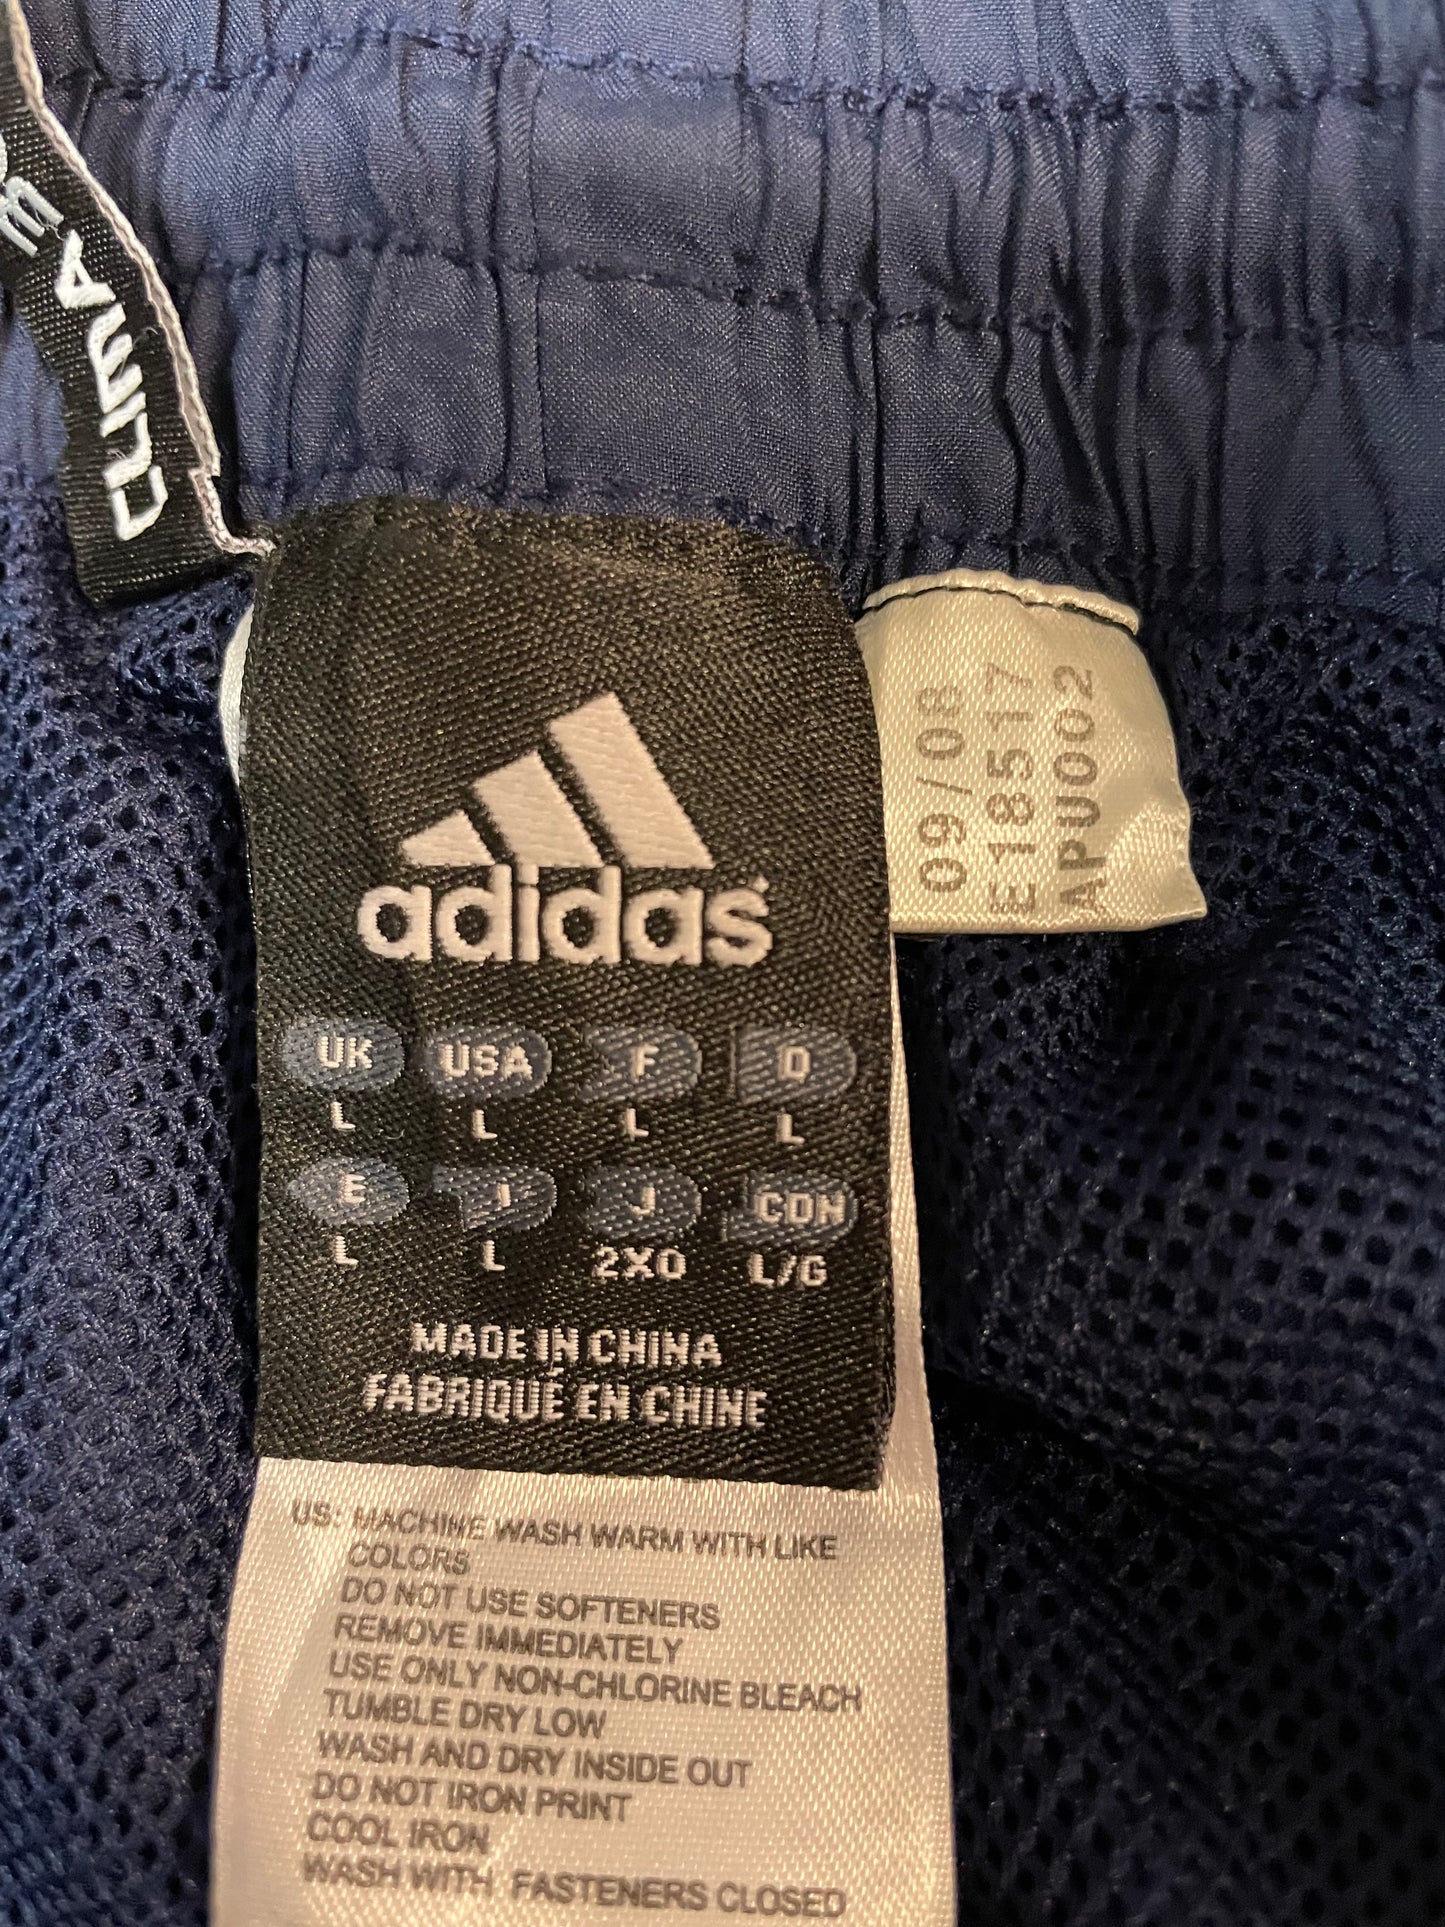 CLIMA
adidas
UK USA F D
L L L L
E I J CDN
L L 2XO L/G
MADE IN CHINA
FABRIQUE EN CHINE
09/08
E18517
APU002
US: MACHINE WASH WARM WITH LIKE
COLORS
DO NOT USE SOFTENERS
REMOVE IMMEDIATELY
USE ONLY NON-CHLORINE BLEACH
TUMBLE DRY LOW
WASH AND DRY INSIDE OUT
DO NOT IRON PRINT
COOL IRON
WASH WITH FASTENERS CLOSED